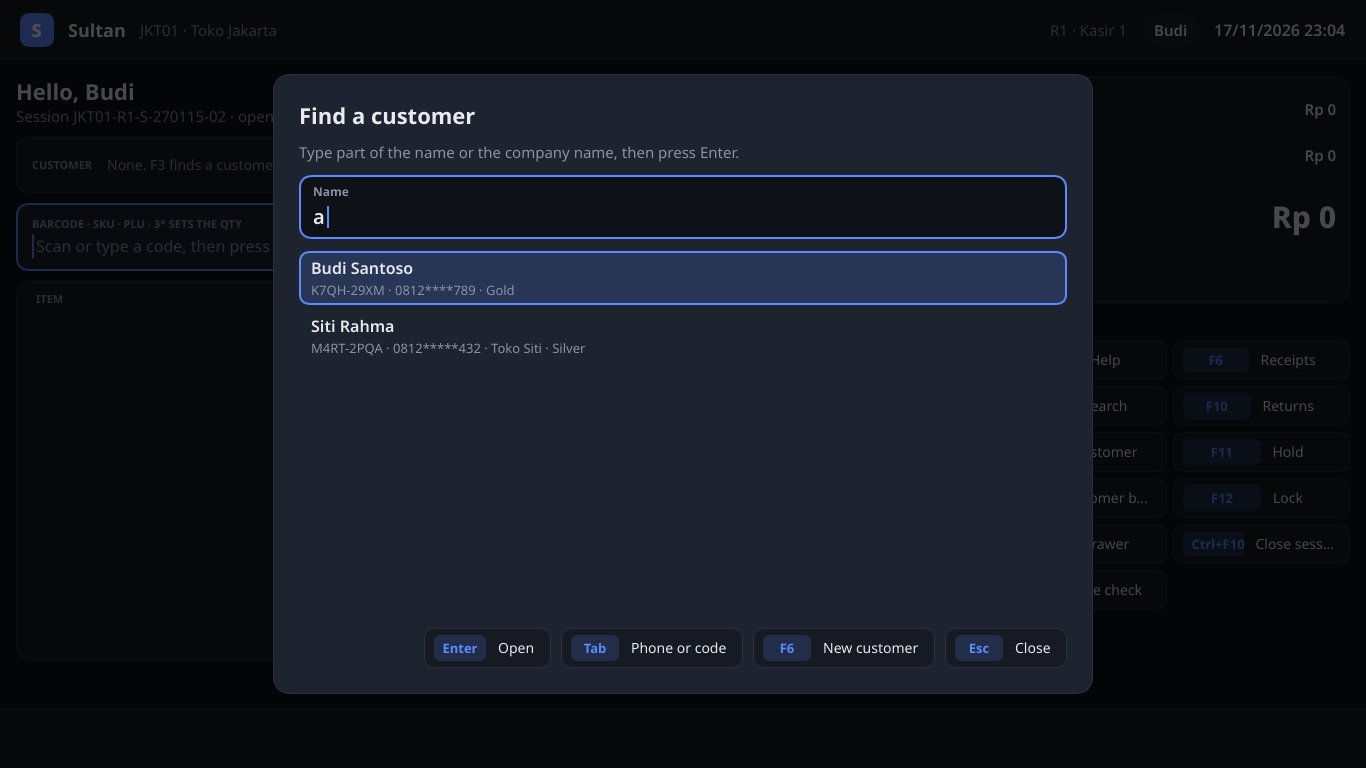 S Sultan JKT01 · Toko Jakarta R1 · Kasir 1 Budi 17/11/2026 23:04
Hello, Budi
Session JKT01-R1-S-270115-02 · open
CUSTOMER None. F3 finds a custome
BARCODE · SKU · PLU · 3* SETS THE QTY
Scan or type a code, then press
ITEM
Find a customer
Type part of the name or the company name, then press Enter.
Name
a
Budi Santoso
K7QH-29XM · 0812****789 · Gold
Siti Rahma
M4RT-2PQA · 0812*****432 · Toko Siti · Silver
Enter Open Tab Phone or code F6 New customer Esc Close
Rp 0
Rp 0
Rp 0
Help F6 Receipts
earch F10 Returns
stomer F11 Hold
omer b... F12 Lock
rawer Ctrl+F10 Close sess...
e check